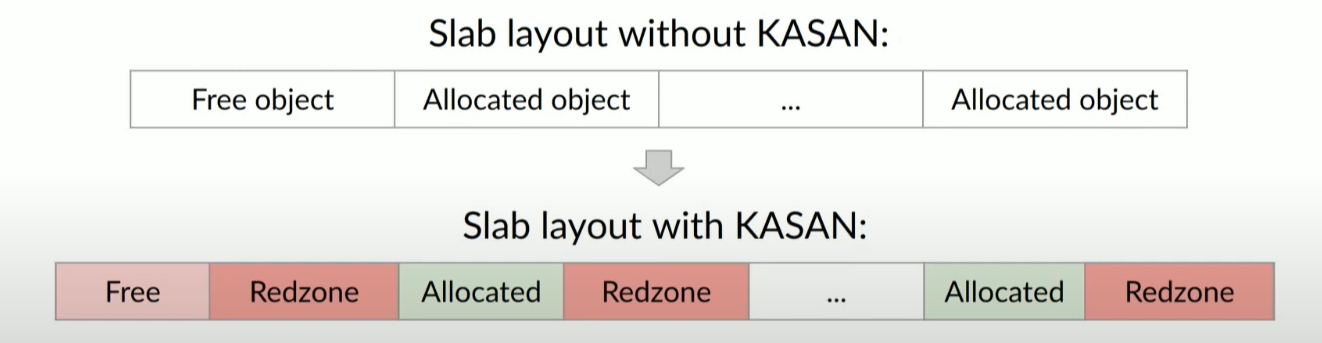 Slab layout without KASAN:
Free object Allocated object ... Allocated object
Slab layout with KASAN:
Free Redzone Allocated Redzone ... Allocated Redzone